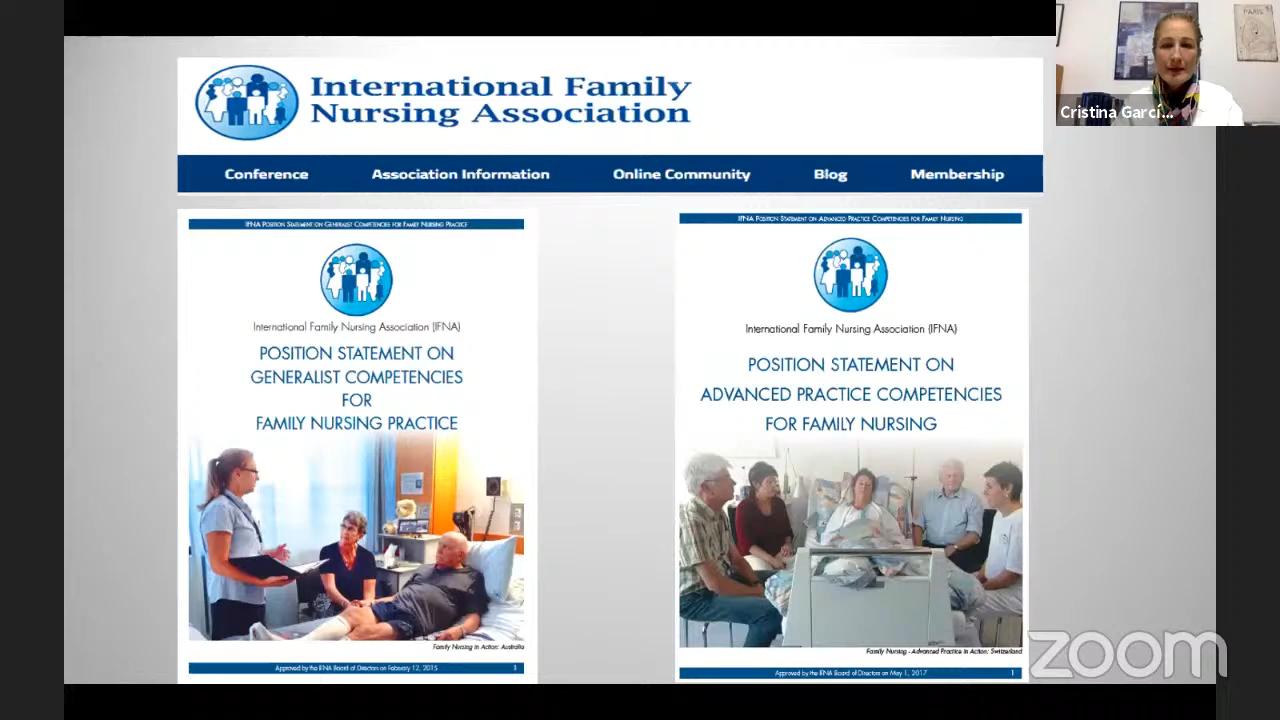 International Family
Nursing Association
Conference
Association Information
Online Community
Blog
Membership
IFNA Position Statement on Generalist Competencies for Family Nursing Practice
International Family Nursing Association (IFNA)
POSITION STATEMENT ON
GENERALIST COMPETENCIES
FOR
FAMILY NURSING PRACTICE
Family Nursing in Action: Australia
Approved by the IFNA Board of Directors on February 12, 2015
1
IFNA Position Statement on Advanced Practice Competencies for Family Nursing
International Family Nursing Association (IFNA)
POSITION STATEMENT ON
ADVANCED PRACTICE COMPETENCIES
FOR FAMILY NURSING
Family Nursing - Advanced Practice in Action: Switzerland
Approved by the IFNA Board of Directors on May 1, 2017
1
PARIS
Cristina Garcí...
zoom